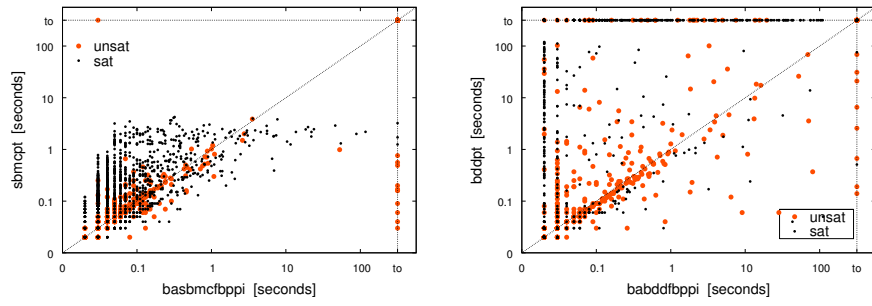 to
100
10
1
0.1
0
sbmcpt [seconds]
unsat
sat
0 0.1 1 10 100 to
basbmcfbppi [seconds]
to
100
10
1
0.1
0
bddpt [seconds]
unsat
sat
0 0.1 1 10 100 to
babddfbppi [seconds]